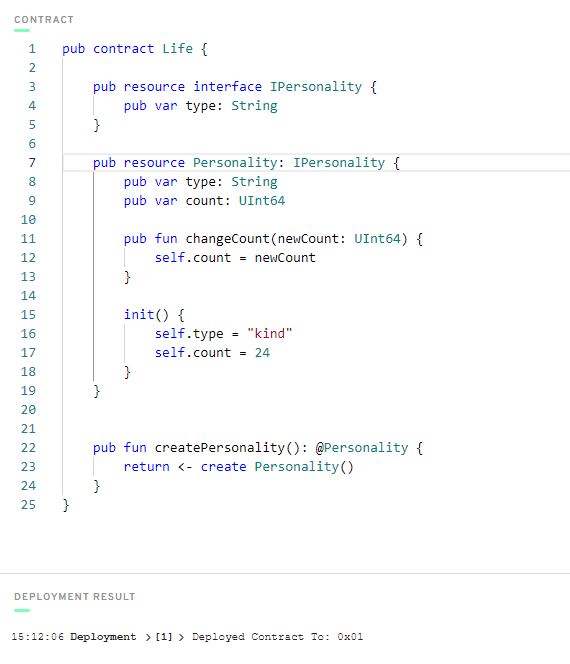 CONTRACT
1 pub contract Life {
2
3     pub resource interface IPersonality {
4         pub var type: String
5     }
6
7     pub resource Personality: IPersonality {
8         pub var type: String
9         pub var count: UInt64
10
11         pub fun changeCount(newCount: UInt64) {
12             self.count = newCount
13         }
14
15         init() {
16             self.type = "kind"
17             self.count = 24
18         }
19     }
20
21
22     pub fun createPersonality(): @Personality {
23         return <- create Personality()
24     }
25 }
DEPLOYMENT RESULT
15:12:06 Deployment > [1] > Deployed Contract To: 0x01